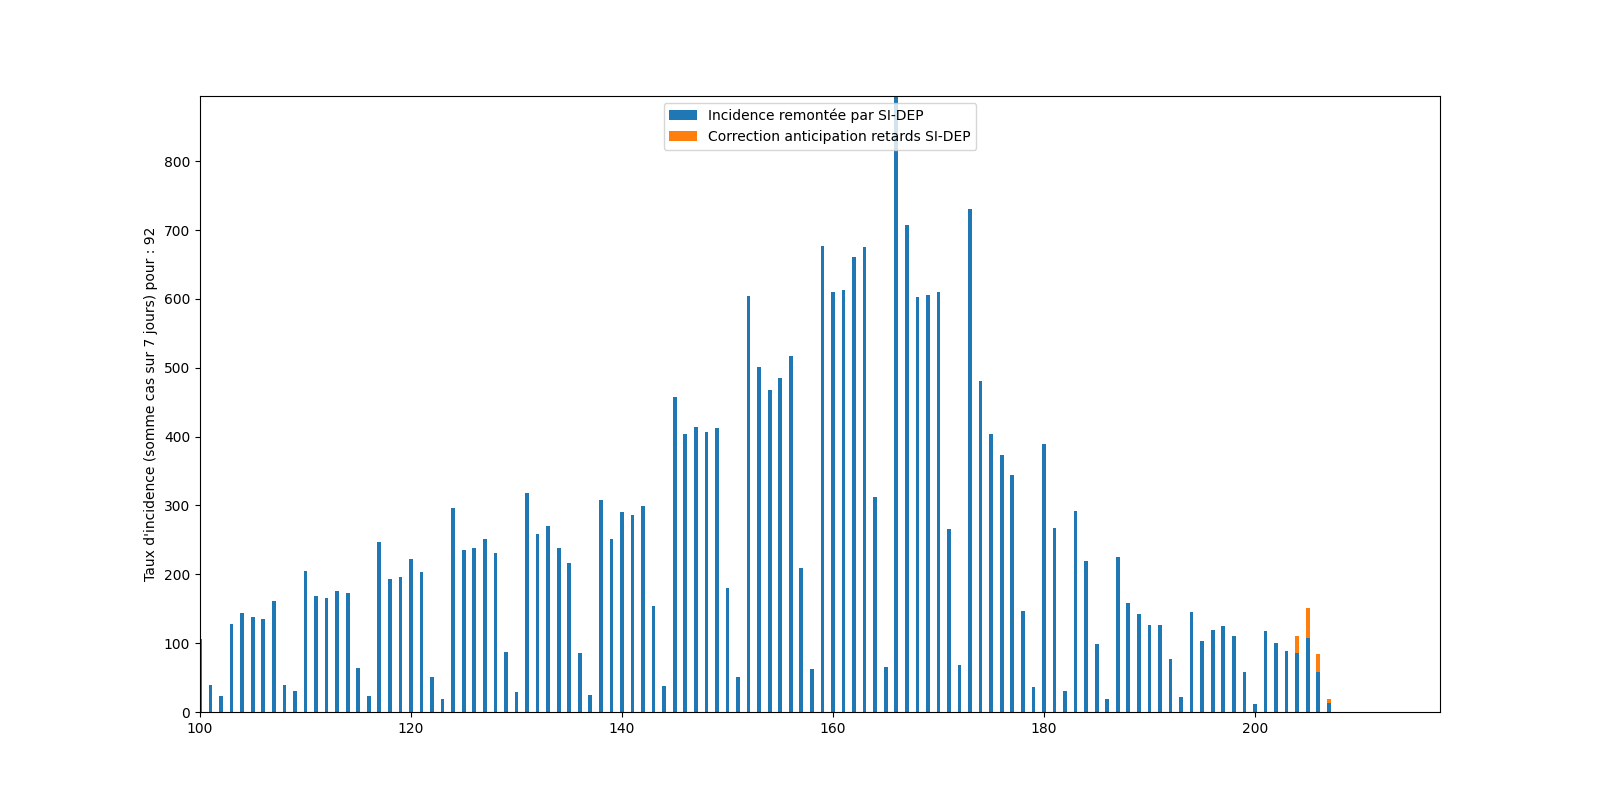 Incidence remontée par SI-DEP
Correction anticipation retards SI-DEP
Taux d'incidence (somme cas sur 7 jours) pour : 92
800
700
600
500
400
300
200
100
0
100 120 140 160 180 200